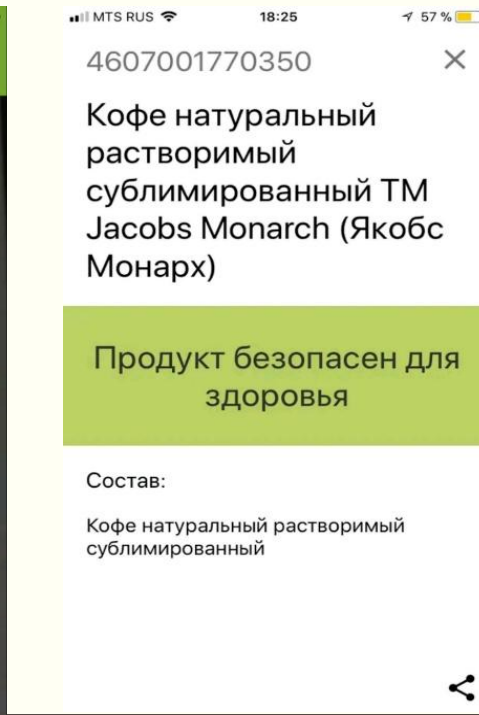 MTS RUS 18:25 57 %
4607001770350
Кофе натуральный
растворимый
сублимированный ТМ
Jacobs Monarch (Якобс
Монарх)
Продукт безопасен для
здоровья
Состав:
Кофе натуральный растворимый
сублимированный